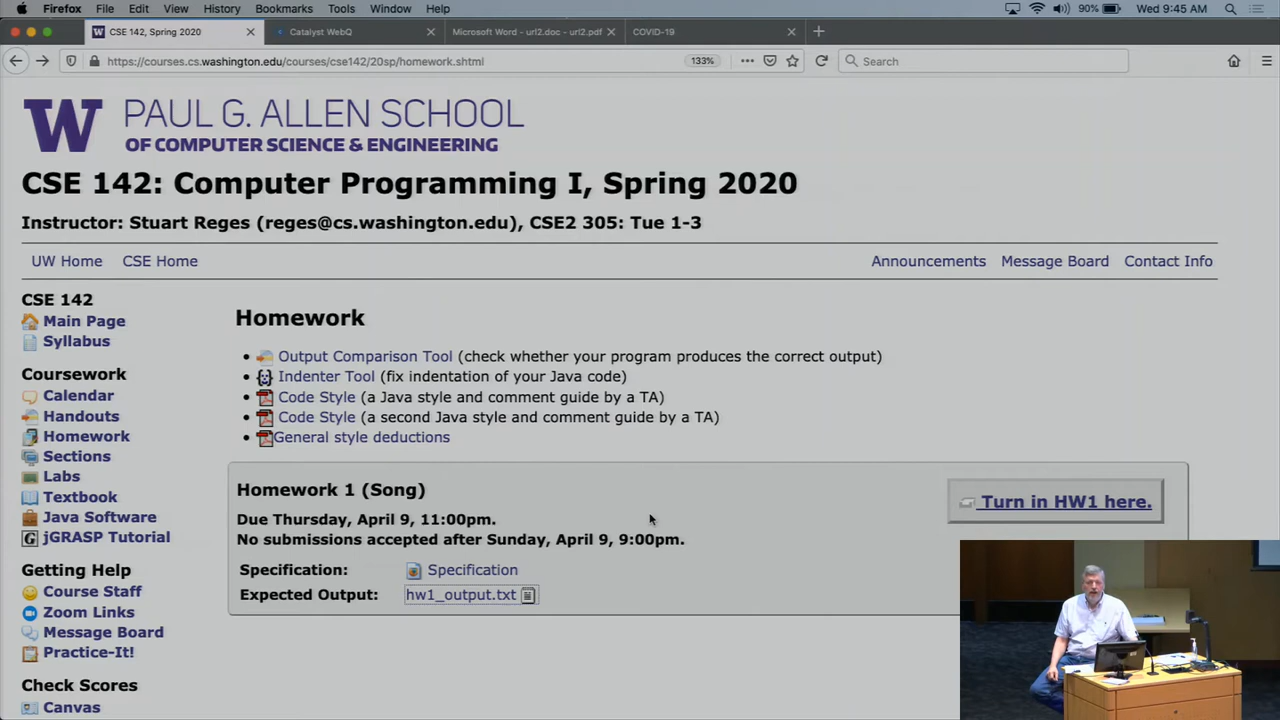 Firefox File Edit View History Bookmarks Tools Window Help 90% Wed 9:45 AM
CSE 142, Spring 2020 Catalyst WebQ Microsoft Word - url2.doc - url2.pdf COVID-19
https://courses.cs.washington.edu/courses/cse142/20sp/homework.shtml 133% Search
W PAUL G. ALLEN SCHOOL
OF COMPUTER SCIENCE & ENGINEERING
CSE 142: Computer Programming I, Spring 2020
Instructor: Stuart Reges (reges@cs.washington.edu), CSE2 305: Tue 1-3
UW Home CSE Home Announcements Message Board Contact Info
CSE 142
Main Page
Syllabus
Coursework
Calendar
Handouts
Homework
Sections
Labs
Textbook
Java Software
jGRASP Tutorial
Getting Help
Course Staff
Zoom Links
Message Board
Practice-It!
Check Scores
Canvas
Homework
Output Comparison Tool (check whether your program produces the correct output)
Indenter Tool (fix indentation of your Java code)
Code Style (a Java style and comment guide by a TA)
Code Style (a second Java style and comment guide by a TA)
General style deductions
Homework 1 (Song)
Turn in HW1 here.
Due Thursday, April 9, 11:00pm.
No submissions accepted after Sunday, April 9, 9:00pm.
Specification: Specification
Expected Output: hw1_output.txt